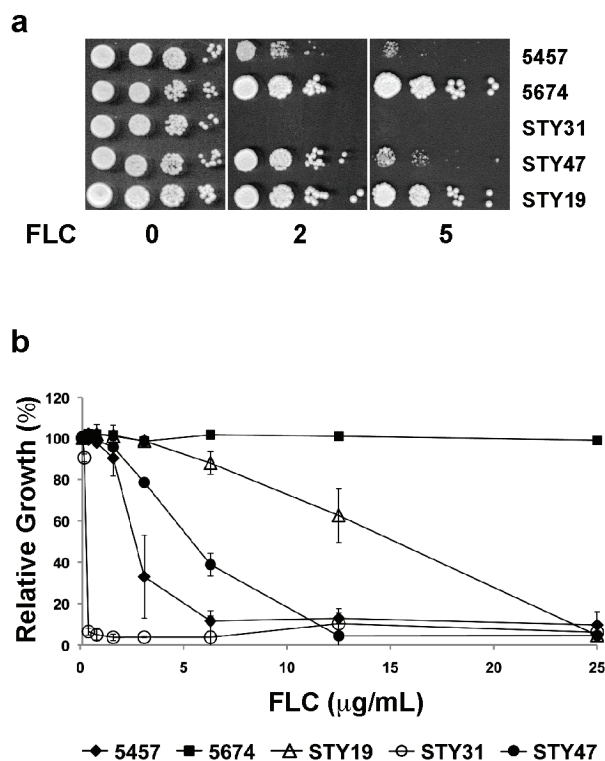 a
5457
5674
STY31
STY47
STY19
FLC 0 2 5
b
120
100
80
60
40
20
0
Relative Growth (%)
0 5 10 15 20 25
FLC (µg/mL)
5457 5674 STY19 STY31 STY47